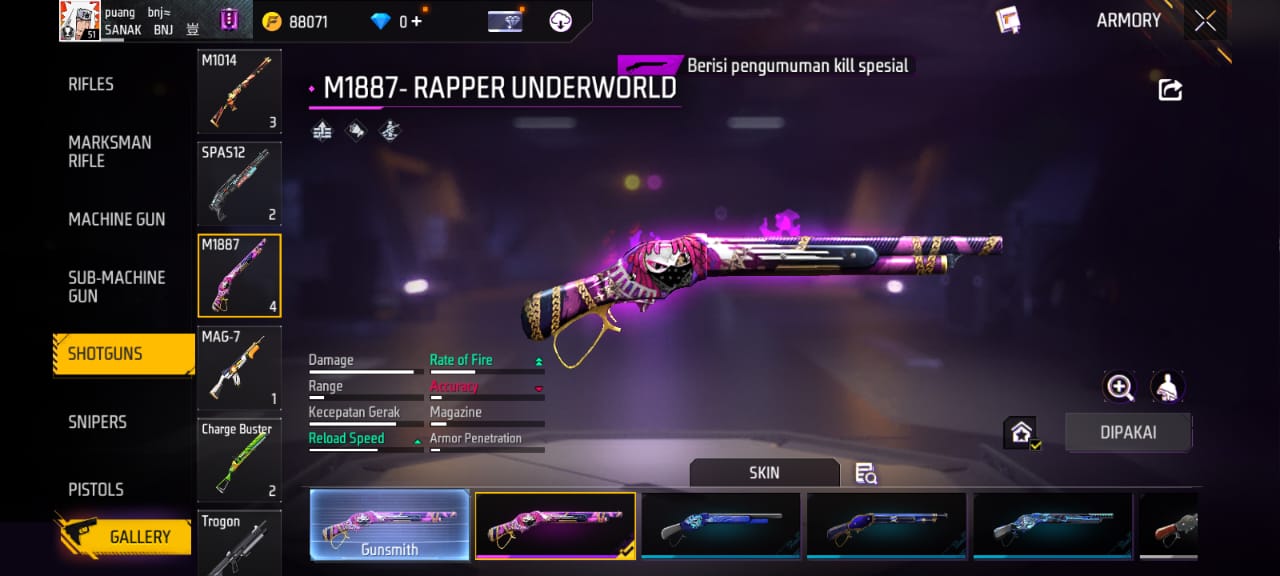 puang bnj≈
SANAK BNJ 豈
51
88071
0 +
ARMORY
RIFLES
MARKSMAN
RIFLE
MACHINE GUN
SUB-MACHINE
GUN
SHOTGUNS
SNIPERS
PISTOLS
GALLERY
M1014
3
SPAS12
2
M1887
4
MAG-7
1
Charge Buster
2
Trogon
Berisi pengumuman kill spesial
M1887- RAPPER UNDERWORLD
Damage
Rate of Fire
Range
Accuracy
Kecepatan Gerak
Magazine
Reload Speed
Armor Penetration
DIPAKAI
SKIN
Gunsmith